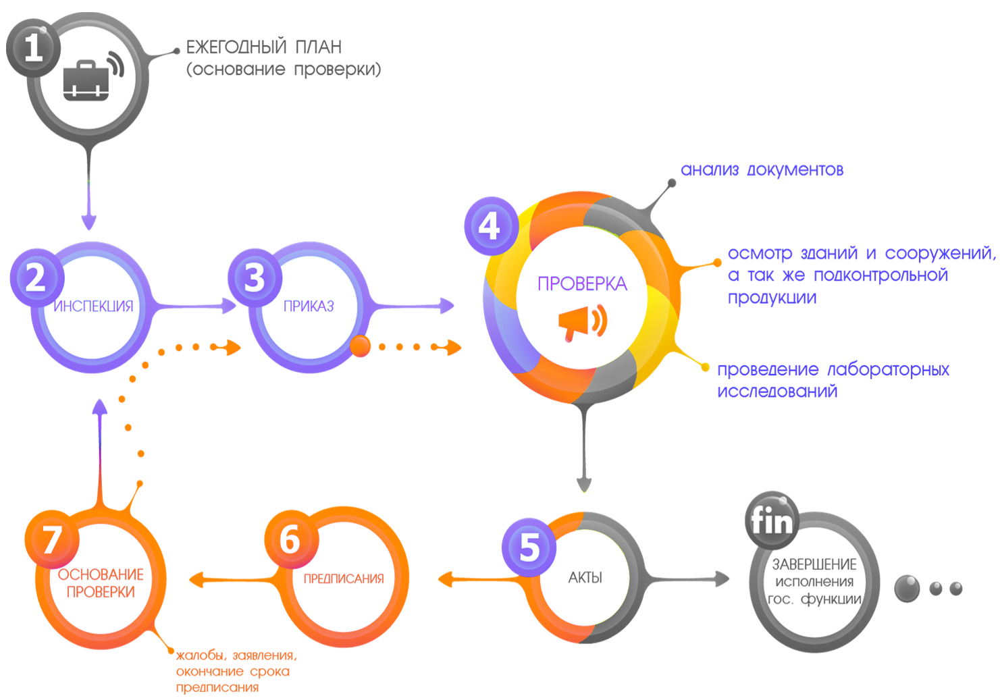 1
ЕЖЕГОДНЫЙ ПЛАН
(основание проверки)
анализ документов
2
ИНСПЕКЦИЯ
3
ПРИКАЗ
4
ПРОВЕРКА
осмотр зданий и сооружений,
а так же подконтрольной
продукции
проведение лабораторных
исследований
7
ОСНОВАНИЕ
ПРОВЕРКИ
жалобы, заявления,
окончание срока
предписания
6
ПРЕДПИСАНИЯ
5
АКТЫ
fin
ЗАВЕРШЕНИЕ
исполнения
гос. функции